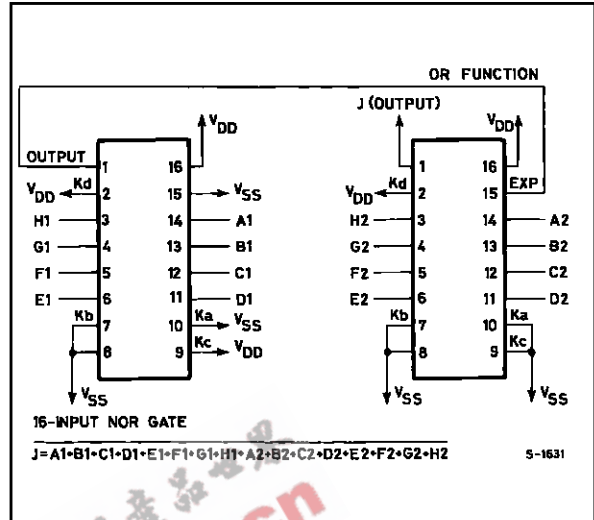 OR FUNCTION
J (OUTPUT)
VDD
VDD
OUTPUT
1 16
1 16
VDD Kd 2 15 VSS
VDD Kd 2 15 EXP
H1 3 14 A1
H2 3 14 A2
G1 4 13 B1
G2 4 13 B2
F1 5 12 C1
F2 5 12 C2
E1 6 11 D1
E2 6 11 D2
Kb 7 10 Ka VSS
Kb 7 10 Ka
8 9 Kc VDD
8 9 Kc
VSS
VSS
VSS
16-INPUT NOR GATE
J=A1+B1+C1+D1+E1+F1+G1+H1+A2+B2+C2+D2+E2+F2+G2+H2
S-1631